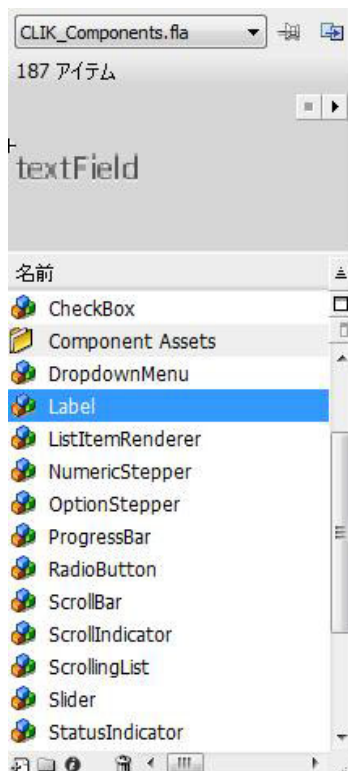 CLIK_Components.fla
187 アイテム
textField
名前
CheckBox
Component Assets
DropdownMenu
Label
ListItemRenderer
NumericStepper
OptionStepper
ProgressBar
RadioButton
ScrollBar
ScrollIndicator
ScrollingList
Slider
StatusIndicator